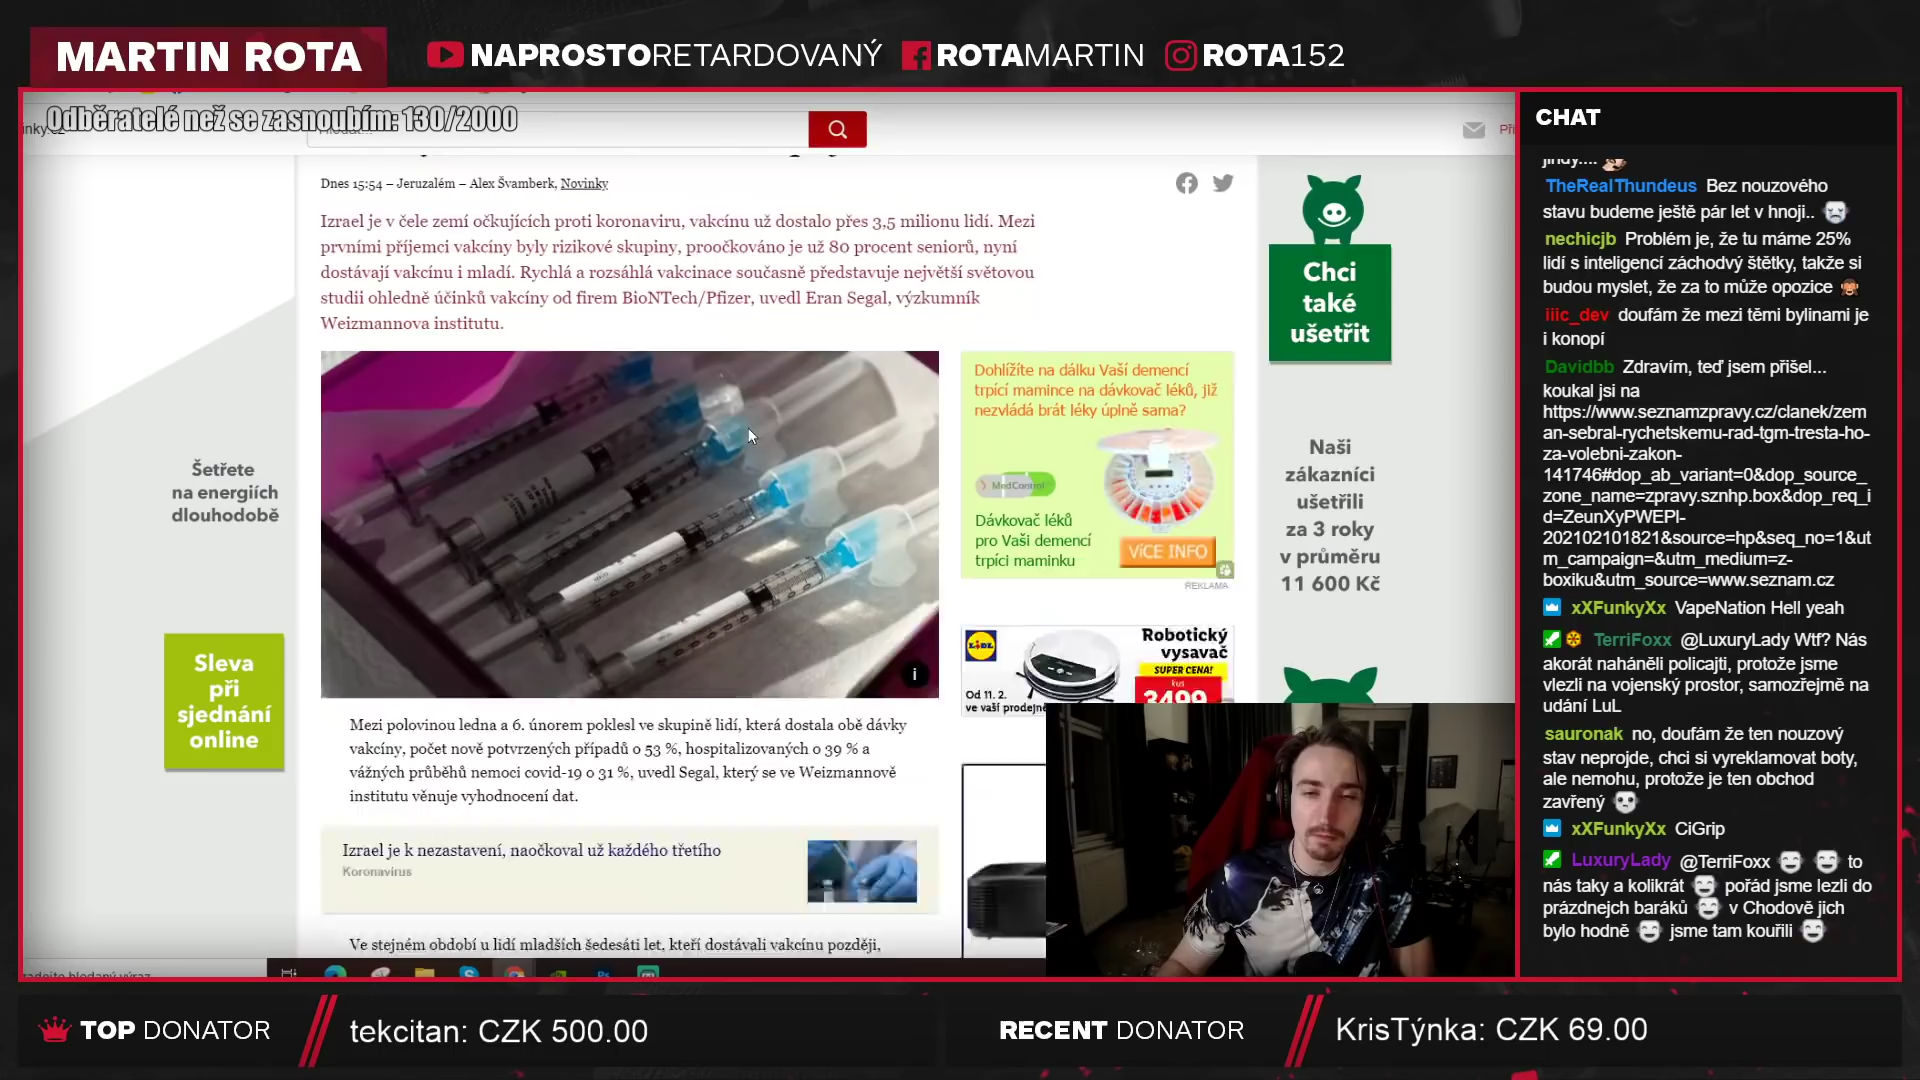 MARTIN ROTA
NAPROSTORETARDOVANÝ
ROTAMARTIN
ROTA152
Odběratelé než se zasnoubím: 130/2000
Dnes 15:54 – Jeruzalém – Alex Švamberk, Novinky
Izrael je v čele zemí očkujících proti koronaviru, vakcínu už dostalo přes 3,5 milionu lidí. Mezi
prvními příjemci vakcíny byly rizikové skupiny, proočkováno je už 80 procent seniorů, nyní
dostávají vakcínu i mladí. Rychlá a rozsáhlá vakcinace současně představuje největší světovou
studii ohledně účinků vakcíny od firem BioNTech/Pfizer, uvedl Eran Segal, výzkumník
Weizmannova institutu.
Šetřete
na energiích
dlouhodobě
Sleva
při
sjednání
online
Dohlížíte na dálku Vaší demencí
trpící mamince na dávkovač léků, již
nezvládá brát léky úplně sama?
MedControl
Dávkovač léků
pro Vaši demencí
trpící maminku
VíCE INFO
REKLAMA
LIDL
Robotický
vysavač
SUPER CENA!
kus
3499
Od 11. 2.
ve vaší prodejně
Chci
také
ušetřit
Naši
zákazníci
ušetřili
za 3 roky
v průměru
11 600 Kč
i
Mezi polovinou ledna a 6. únorem poklesl ve skupině lidí, která dostala obě dávky
vakcíny, počet nově potvrzených případů o 53 %, hospitalizovaných o 39 % a
vážných průběhů nemoci covid-19 o 31 %, uvedl Segal, který se ve Weizmannově
institutu věnuje vyhodnocení dat.
Izrael je k nezastavení, naočkoval už každého třetího
Koronavirus
Ve stejném období u lidí mladších šedesáti let, kteří dostávali vakcínu později,
CHAT
jindy....
TheRealThundeus Bez nouzového
stavu budeme ještě pár let v hnoji..
nechicjb Problém je, že tu máme 25%
lidí s inteligencí záchodvý štětky, takže si
budou myslet, že za to může opozice
iiic_dev doufám že mezi těmi bylinami je
i konopí
Davidbb Zdravím, teď jsem přišel...
koukal jsi na
https://www.seznamzpravy.cz/clanek/zem
an-sebral-rychetskemu-rad-tgm-tresta-ho-
za-volebni-zakon-
141746#dop_ab_variant=0&dop_source_
zone_name=zpravy.sznhp.box&dop_req_i
d=ZeunXyPWEPl-
202102101821&source=hp&seq_no=1&ut
m_campaign=&utm_medium=z-
boxiku&utm_source=www.seznam.cz
xXFunkyXx VapeNation Hell yeah
TerriFoxx @LuxuryLady Wtf? Nás
akorát naháněli policajti, protože jsme
vlezli na vojenský prostor, samozřejmě na
udání LuL
sauronak no, doufám že ten nouzový
stav neprojde, chci si vyreklamovat boty,
ale nemohu, protože je ten obchod
zavřený
xXFunkyXx CiGrip
LuxuryLady @TerriFoxx to
nás taky a kolikrát pořád jsme lezli do
prázdnejch baráků v Chodově jich
bylo hodně jsme tam kouřili
TOP DONATOR
tekcitan: CZK 500.00
RECENT DONATOR
KrisTýnka: CZK 69.00